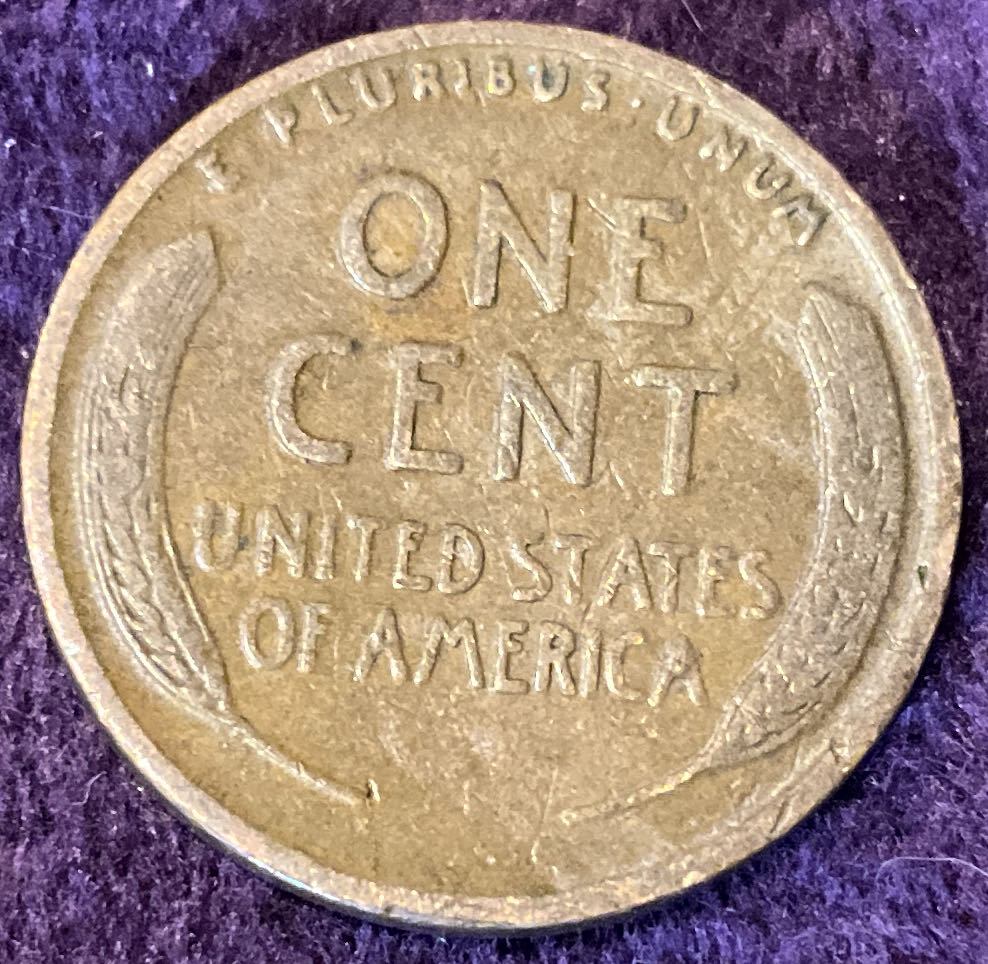 E PLURIBUS · UNUM
ONE
CENT
UNITED STATES
OF AMERICA